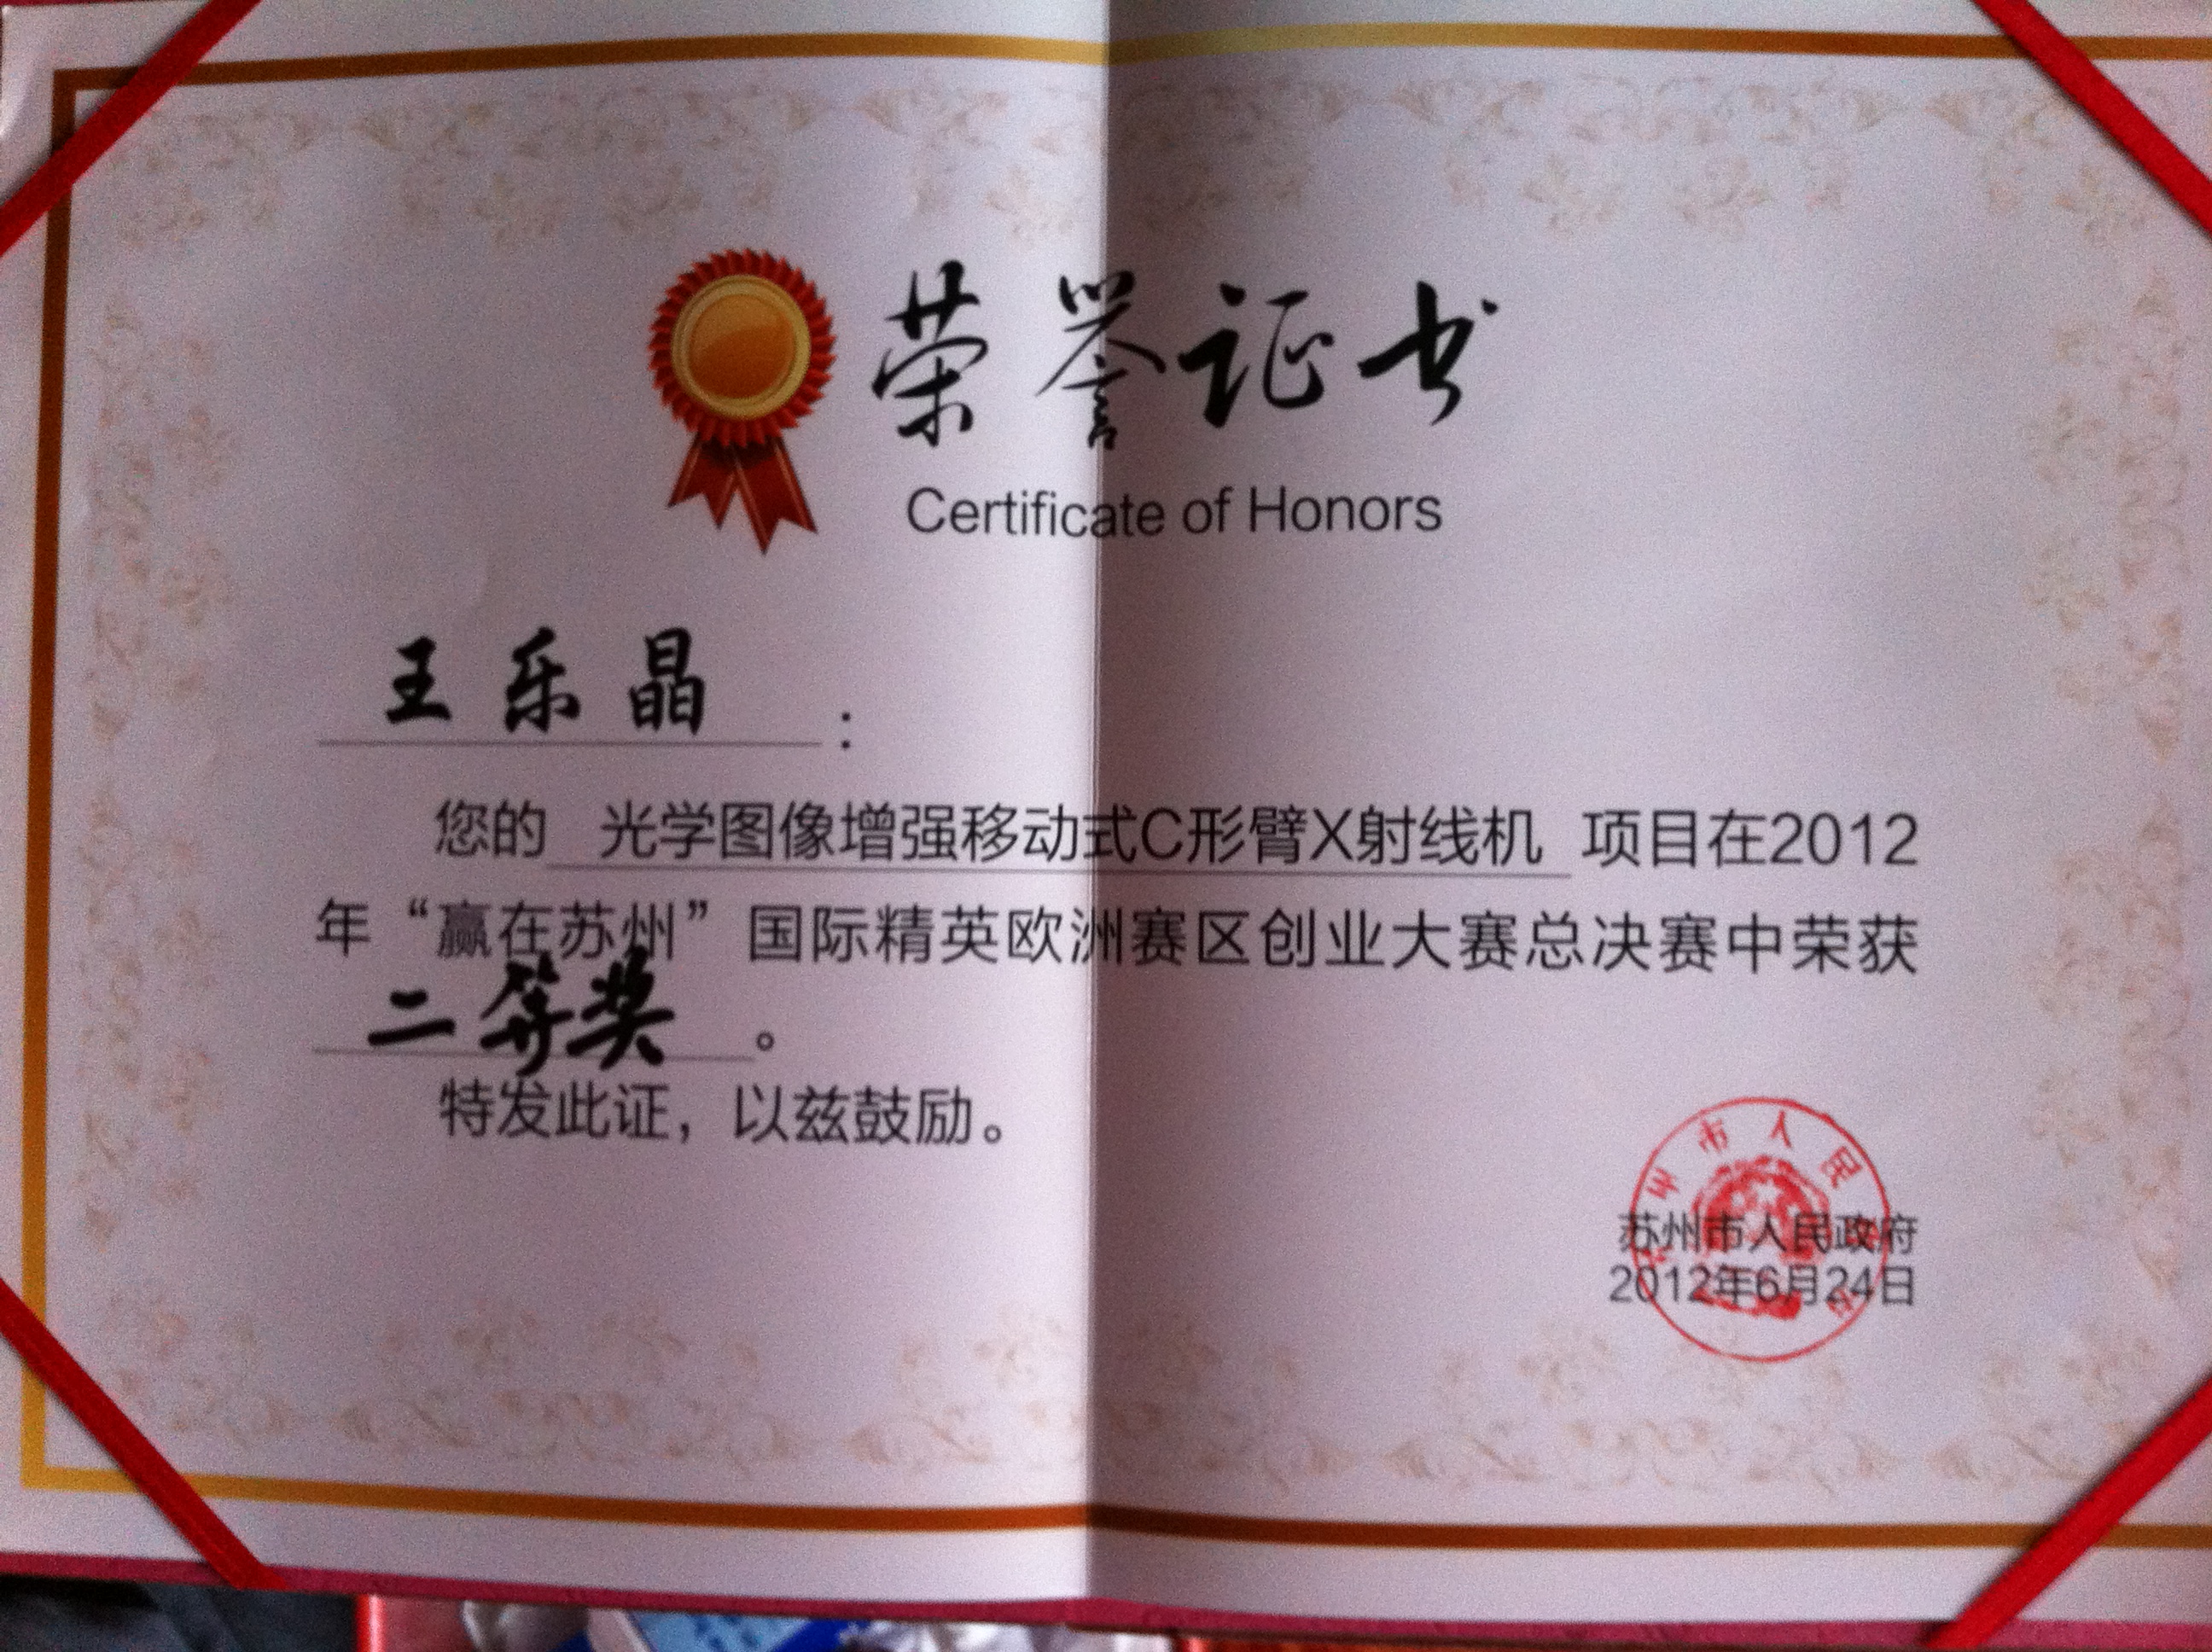 荣誉证书
Certificate of Honors
王乐晶：
您的 光学图像增强移动式C形臂X射线机 项目在2012
年“赢在苏州”国际精英欧洲赛区创业大赛总决赛中荣获
二等奖。
特发此证，以兹鼓励。
州市人民
苏州市人民政府
2012年6月24日